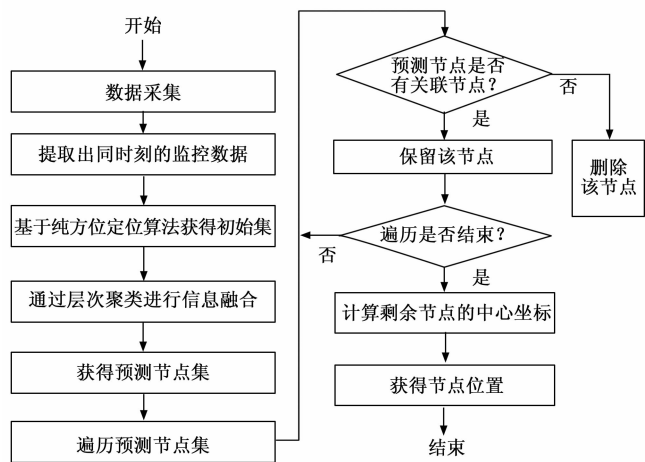 开始
数据采集
提取出同时刻的监控数据
基于纯方位定位算法获得初始集
通过层次聚类进行信息融合
获得预测节点集
遍历预测节点集
预测节点是否
有关联节点?
否
是
删除
该节点
保留该节点
遍历是否结束?
否
是
计算剩余节点的中心坐标
获得节点位置
结束